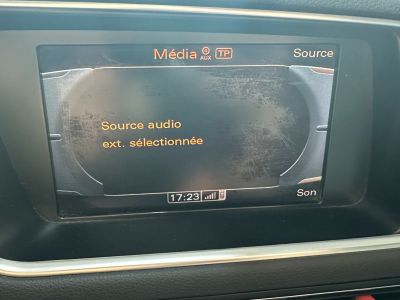 Média AUX TP Source
Source audio
ext. sélectionnée
17:23 Son